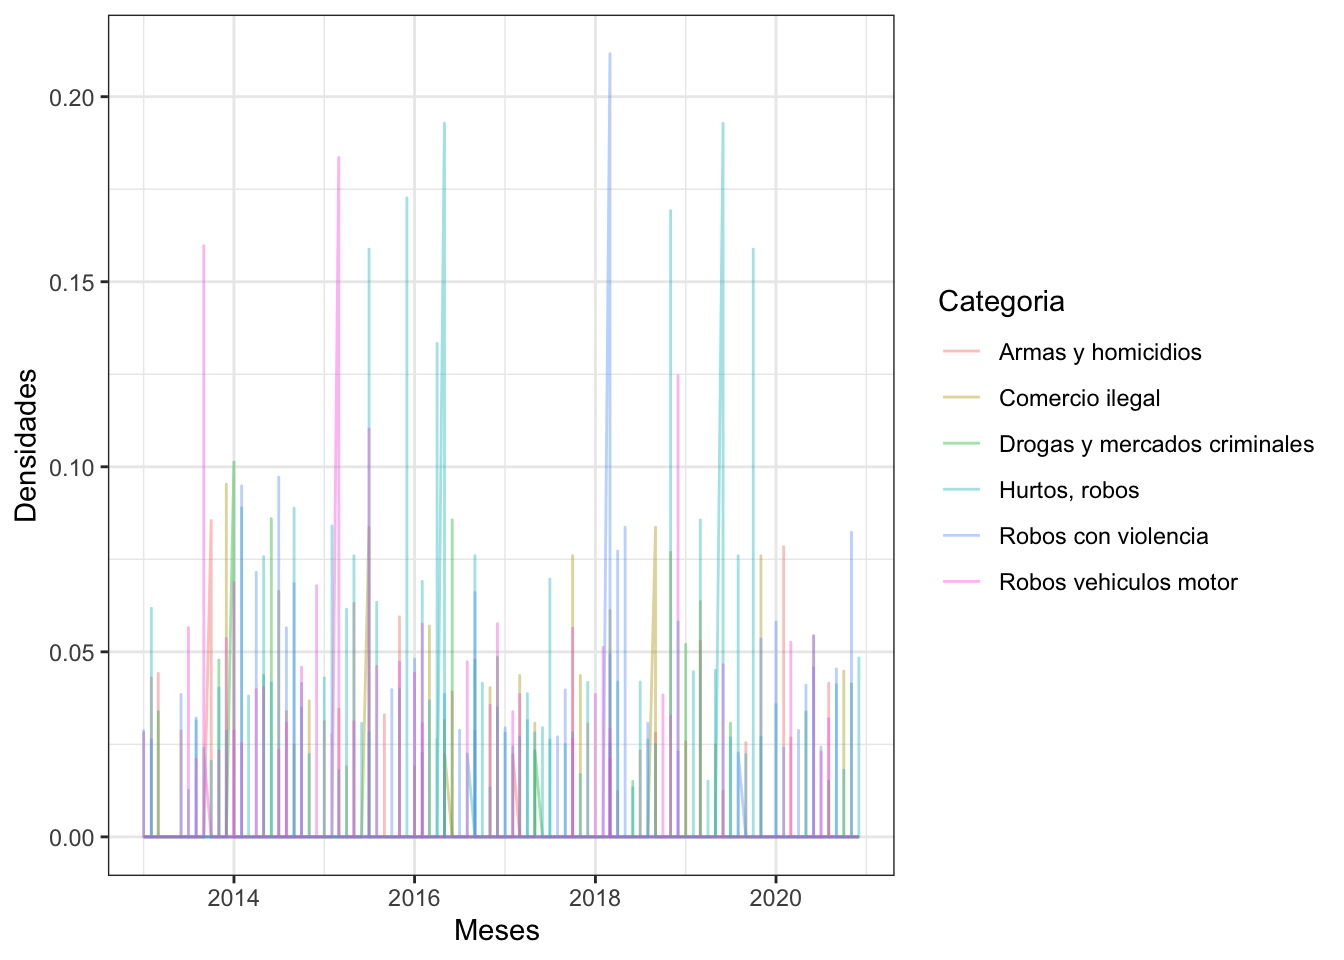 0.20
0.15
0.10
0.05
0.00
Densidades
2014
2016
2018
2020
Meses
Categoria
Armas y homicidios
Comercio ilegal
Drogas y mercados criminales
Hurtos, robos
Robos con violencia
Robos vehiculos motor